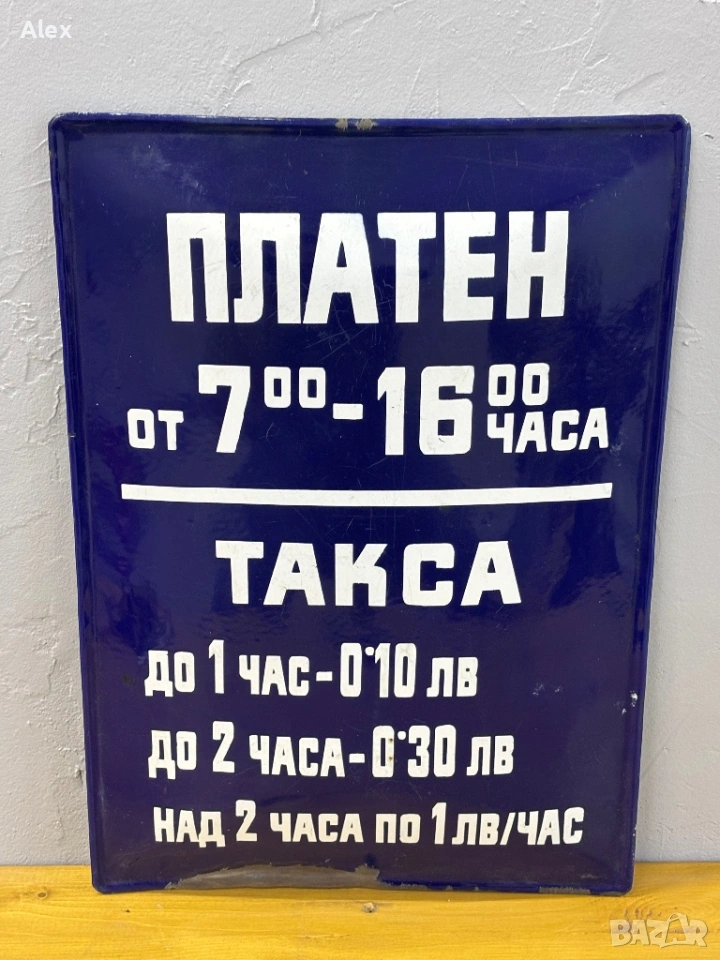 Alex
ПЛАТЕН
от 7⁰⁰-16⁰⁰ ЧАСА
ТАКСА
до 1 ЧАС-0·10 лв
до 2 ЧАСА-0·30 лв
НАД 2 ЧАСА ПО 1 лв/ЧАС
BAZAR